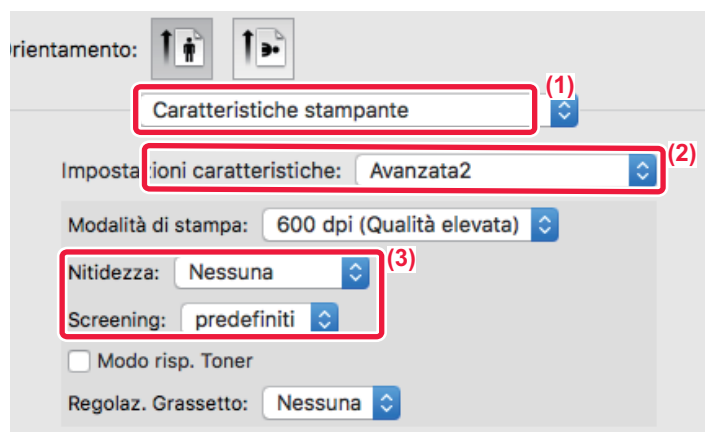 rientamento:
(1)
Caratteristiche stampante
(2)
Impostazioni caratteristiche: Avanzata2
Modalità di stampa: 600 dpi (Qualità elevata)
(3)
Nitidezza: Nessuna
Screening: predefiniti
Modo risp. Toner
Regolaz. Grassetto: Nessuna